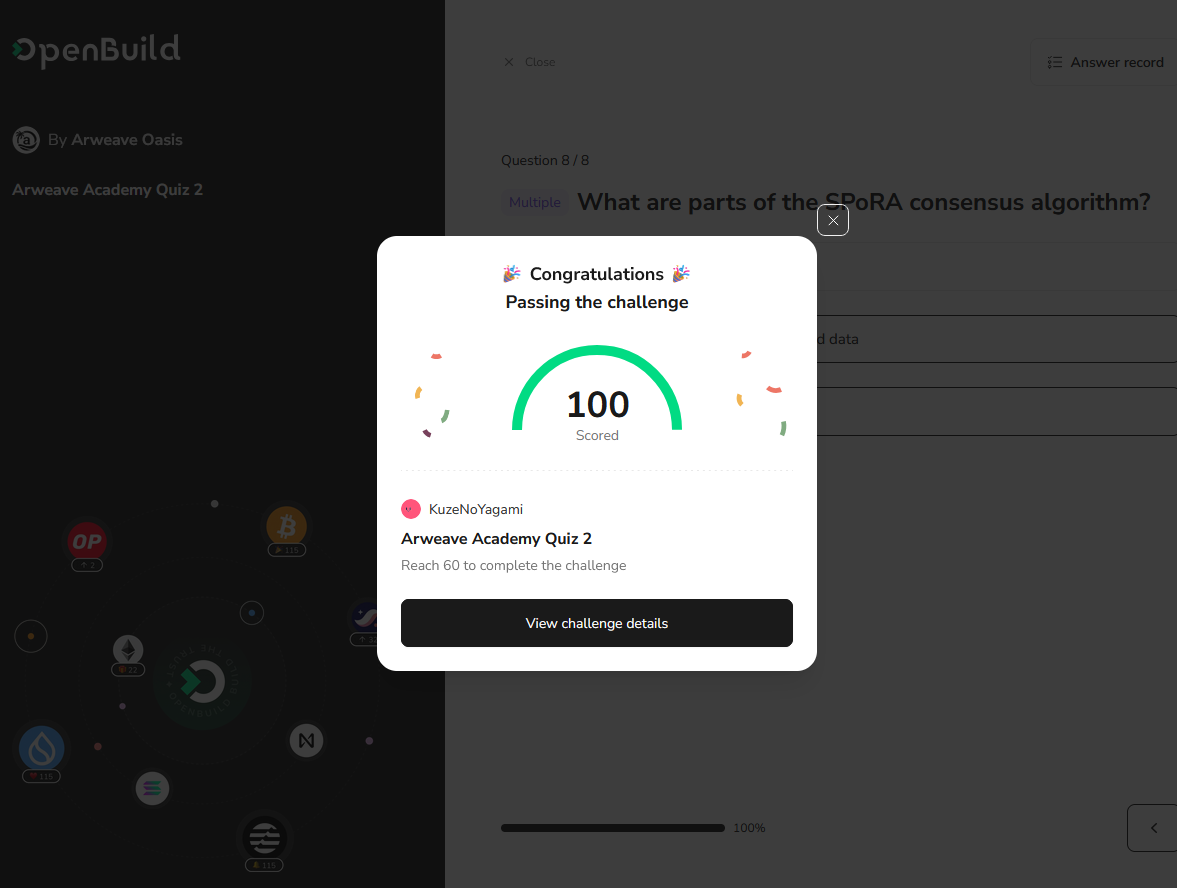 OpenBuild
By Arweave Oasis
Arweave Academy Quiz 2
Close
Answer record
Question 8 / 8
Multiple What are parts of the SPoRA consensus algorithm?
d data
🎉 Congratulations 🎉
Passing the challenge
100
Scored
KuzeNoYagami
Arweave Academy Quiz 2
Reach 60 to complete the challenge
View challenge details
OP
2
115
22
115
115
100%